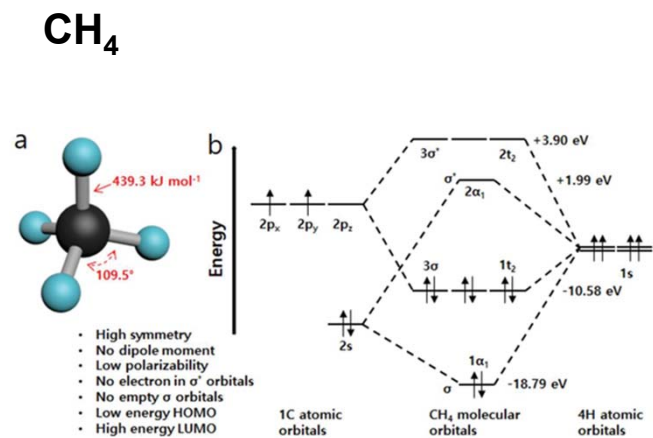 CH4
a
b
439.3 kJ mol-1
109.5°
High symmetry
No dipole moment
Low polarizability
No electron in σ* orbitals
No empty σ orbitals
Low energy HOMO
High energy LUMO
Energy
2px 2py 2pz
2s
3σ* 2t2
+3.90 eV
σ*
2α1
+1.99 eV
1s
3σ 1t2
-10.58 eV
1α1
σ
-18.79 eV
1C atomic
orbitals
CH4 molecular
orbitals
4H atomic
orbitals